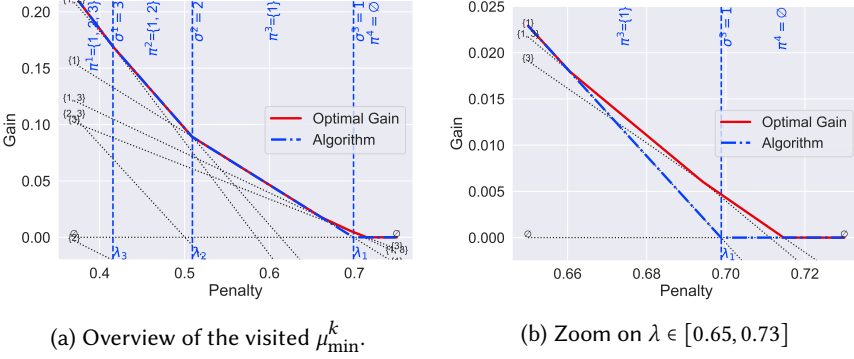 0.20
0.15
0.10
0.05
0.00
Gain
{1}
{1, 3}
{2, 3}
{3}
∅
{2}
π¹={1, 2, 3}
σ¹ = 3
π²={1, 2}
σ² = 2
π³={1}
σ³ = 1
π⁴ = ∅
Optimal Gain
Algorithm
∅
{3}
λ₃
λ₂
λ₁
0.4
0.5
0.6
0.7
Penalty
(a) Overview of the visited μᵏₘᵢₙ.
0.025
0.020
0.015
0.010
0.005
0.000
Gain
{1}
{1, 3}
{3}
∅
π³={1}
σ³ = 1
π⁴ = ∅
Optimal Gain
Algorithm
∅
λ₁
0.66
0.68
0.70
0.72
Penalty
(b) Zoom on λ ∈ [0.65, 0.73]